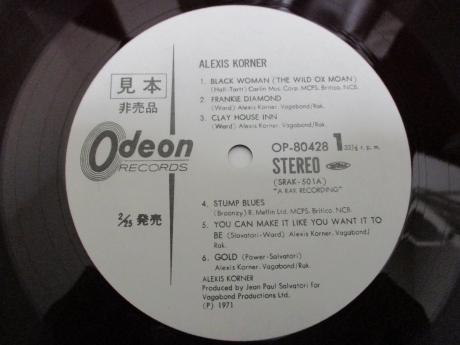 ALEXIS KORNER
1. BLACK WOMAN (THE WILD OX MOAN)
(Hall-Tartt) Carlin Mus. Corp. MCPS. Britico. NCB.
2. FRANKIE DIAMOND
(Ward) Alexis Korner. Vagabond/Rak.
3. CLAY HOUSE INN
(Ward) Alexis Korner. Vagabond/Rak.
見本
非売品
Odeon
RECORDS
2/25 発売
OP-80428 1 33⅓ r.p.m.
STEREO
(SRAK-501A)
"A RAK RECORDING"
4. STUMP BLUES
(Broonzy) R. Mellin Ltd. MCPS. Britico. NCB.
5. YOU CAN MAKE IT LIKE YOU WANT IT TO
BE (Slavatori-Ward) Alexis Korner. Vagabond/
Rak.
6. GOLD (Power-Salvatori)
Alexis Korner. Vagabond/Rak.
ALEXIS KORNER
Produced by Jean Paul Salvatori for
Vagabond Productions Ltd.
Ⓟ 1971